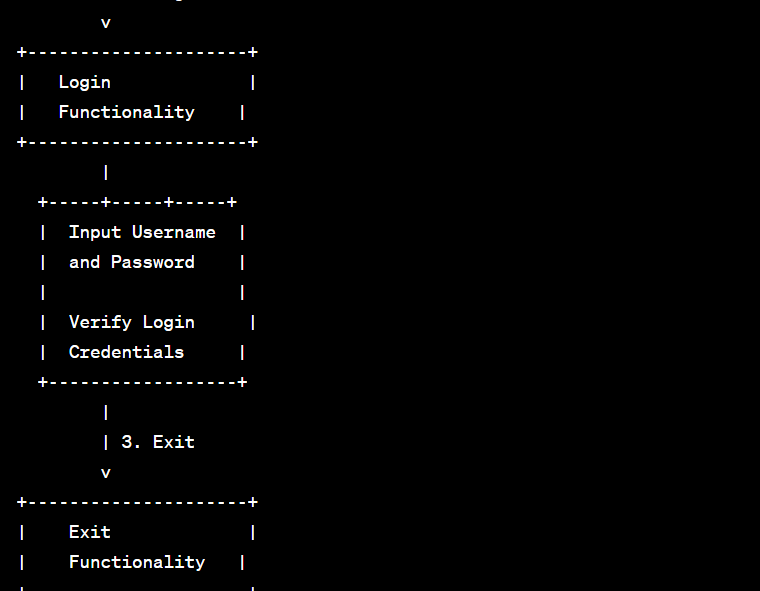 v
+---------------------+
|   Login             |
|   Functionality    |
+---------------------+
        |
  +-----+-----+-----+
  |  Input Username  |
  |  and Password    |
  |                  |
  |  Verify Login     |
  |  Credentials     |
  +------------------+
        |
        | 3. Exit
        v
+---------------------+
|    Exit             |
|    Functionality   |